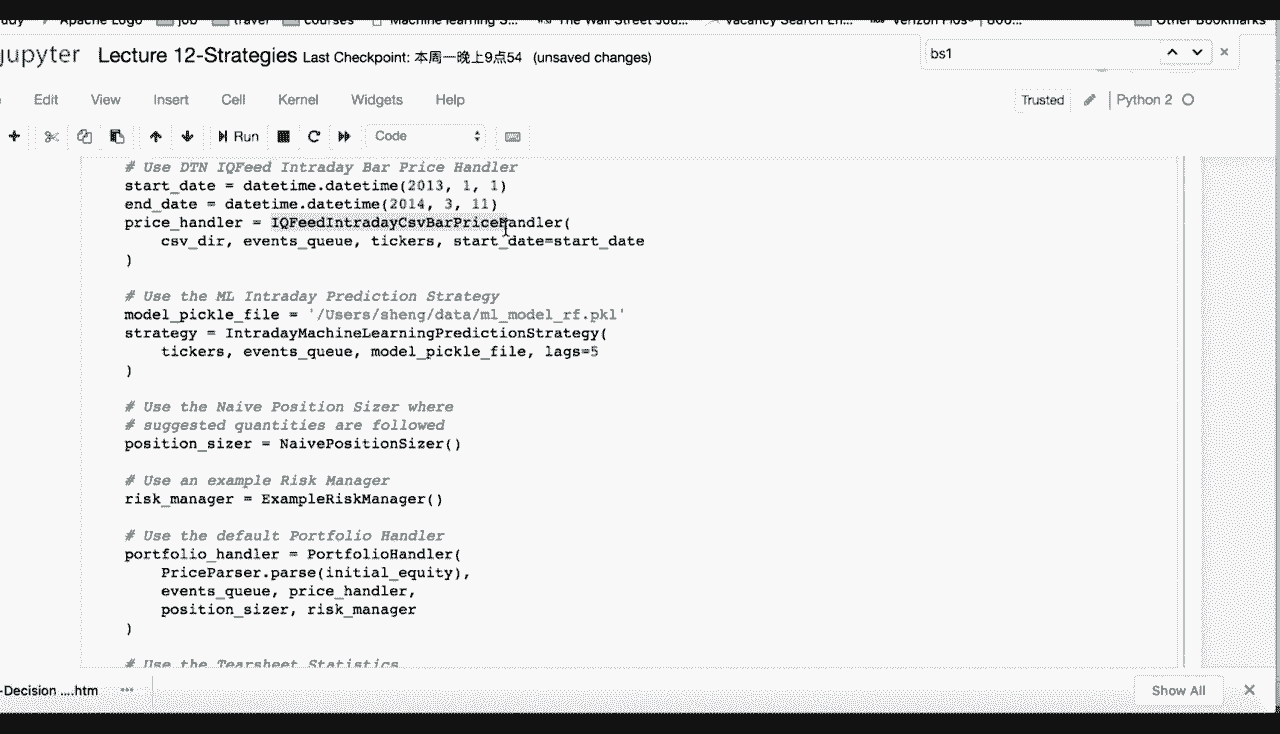 Apache Logo job travel courses Machine learning S... The Wall Street Jou... Vacancy Search En... Verizon Fios® | 800... Other Bookmarks
jupyter Lecture 12-Strategies Last Checkpoint: 本周一晚上9点54 (unsaved changes)
bs1
Edit View Insert Cell Kernel Widgets Help
Trusted Python 2
Run Code
# Use DTN IQFeed Intraday Bar Price Handler
start_date = datetime.datetime(2013, 1, 1)
end_date = datetime.datetime(2014, 3, 11)
price_handler = IQFeedIntradayCsvBarPriceHandler(
csv_dir, events_queue, tickers, start_date=start_date
)
# Use the ML Intraday Prediction Strategy
model_pickle_file = '/Users/sheng/data/ml_model_rf.pkl'
strategy = IntradayMachineLearningPredictionStrategy(
tickers, events_queue, model_pickle_file, lags=5
)
# Use the Naive Position Sizer where
# suggested quantities are followed
position_sizer = NaivePositionSizer()
# Use an example Risk Manager
risk_manager = ExampleRiskManager()
# Use the default Portfolio Handler
portfolio_handler = PortfolioHandler(
PriceParser.parse(initial_equity),
events_queue, price_handler,
position_sizer, risk_manager
)
# Use the Tearsheet Statistics
-Decision ....htm
Show All